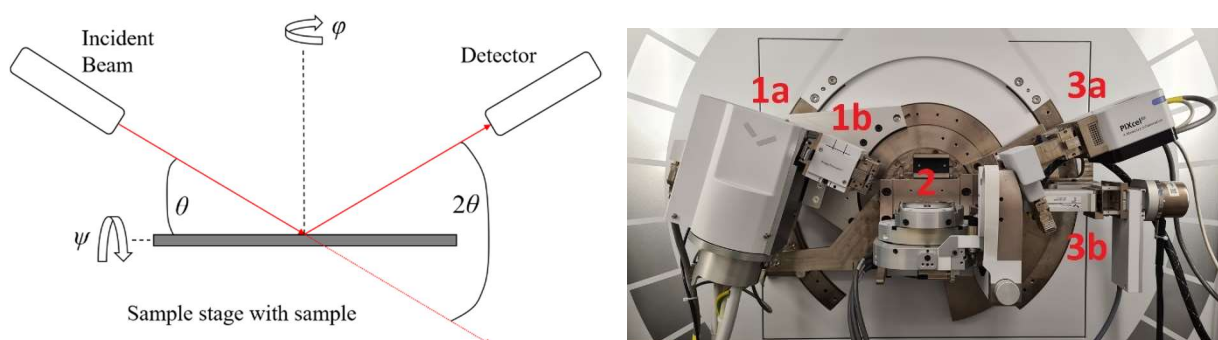 Incident
Beam
φ
Detector
θ
2θ
ψ
Sample stage with sample
1a
1b
2
3a
PIXcel
3b